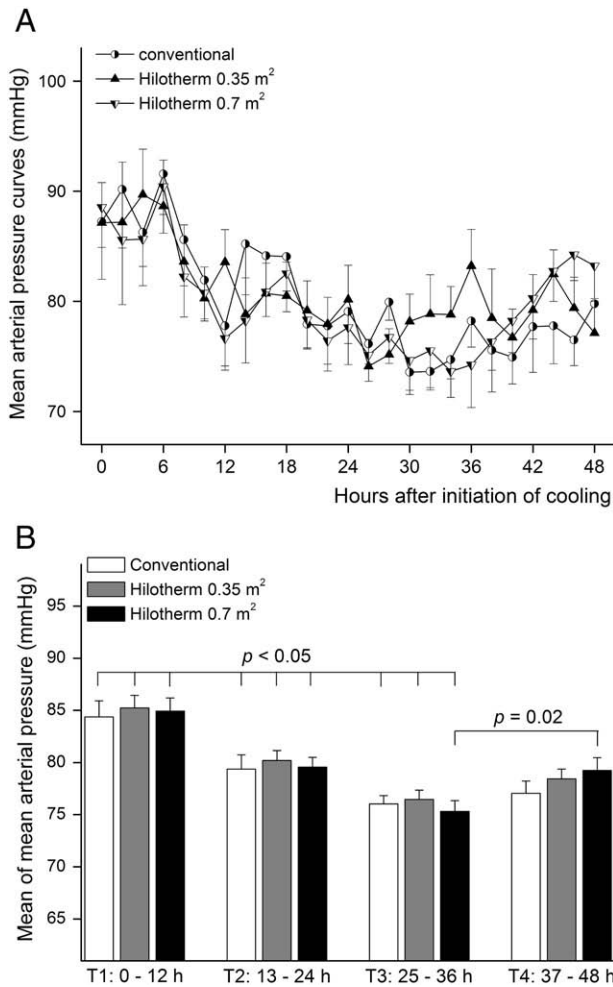 A
conventional
Hilotherm 0.35 m²
Hilotherm 0.7 m²
Mean arterial pressure curves (mmHg)
100
90
80
70
0 6 12 18 24 30 36 42 48
Hours after initiation of cooling
B
Conventional
Hilotherm 0.35 m²
Hilotherm 0.7 m²
Mean of mean arterial pressure (mmHg)
95
90
85
80
75
70
65
p < 0.05
p = 0.02
T1: 0 - 12 h T2: 13 - 24 h T3: 25 - 36 h T4: 37 - 48 h